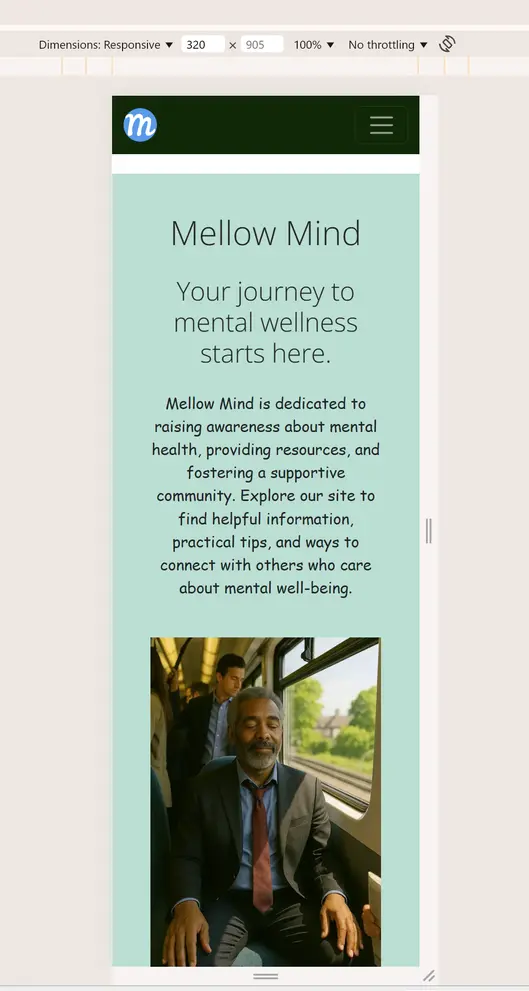 Dimensions: Responsive ▼ 320 × 905 100% ▼ No throttling ▼
m
Mellow Mind
Your journey to
mental wellness
starts here.
Mellow Mind is dedicated to
raising awareness about mental
health, providing resources, and
fostering a supportive
community. Explore our site to
find helpful information,
practical tips, and ways to
connect with others who care
about mental well-being.